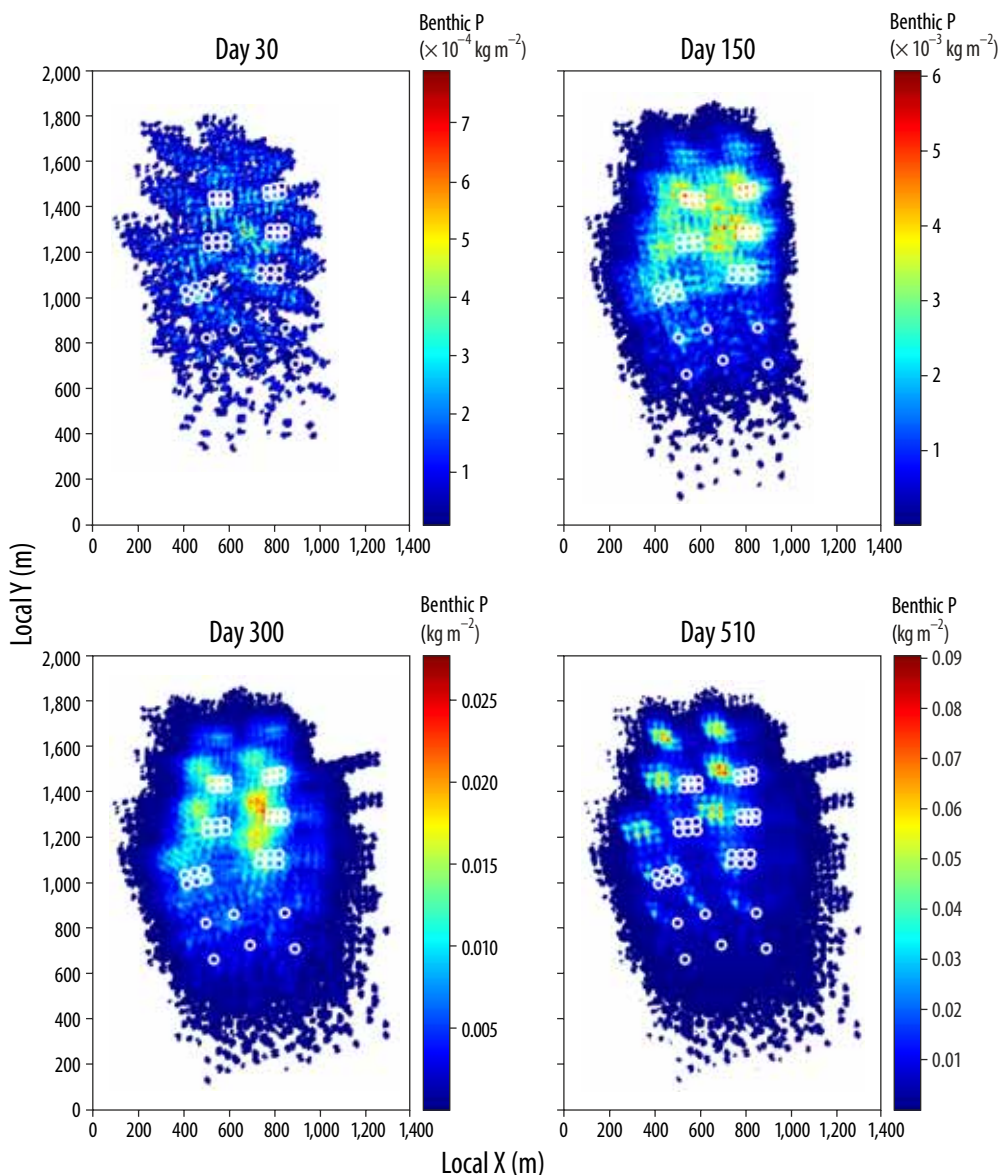 Benthic P
(× 10⁻⁴ kg m⁻²)
Day 30
2,000
1,800
1,600
1,400
1,200
1,000
800
600
400
200
0
0 200 400 600 800 1,000 1,200 1,400
7
6
5
4
3
2
1
Benthic P
(× 10⁻³ kg m⁻²)
Day 150
0 200 400 600 800 1,000 1,200 1,400
6
5
4
3
2
1
Local Y (m)
Benthic P
(kg m⁻²)
Day 300
2,000
1,800
1,600
1,400
1,200
1,000
800
600
400
200
0
0 200 400 600 800 1,000 1,200 1,400
0.025
0.020
0.015
0.010
0.005
Benthic P
(kg m⁻²)
Day 510
0 200 400 600 800 1,000 1,200 1,400
0.09
0.08
0.07
0.06
0.05
0.04
0.03
0.02
0.01
Local X (m)